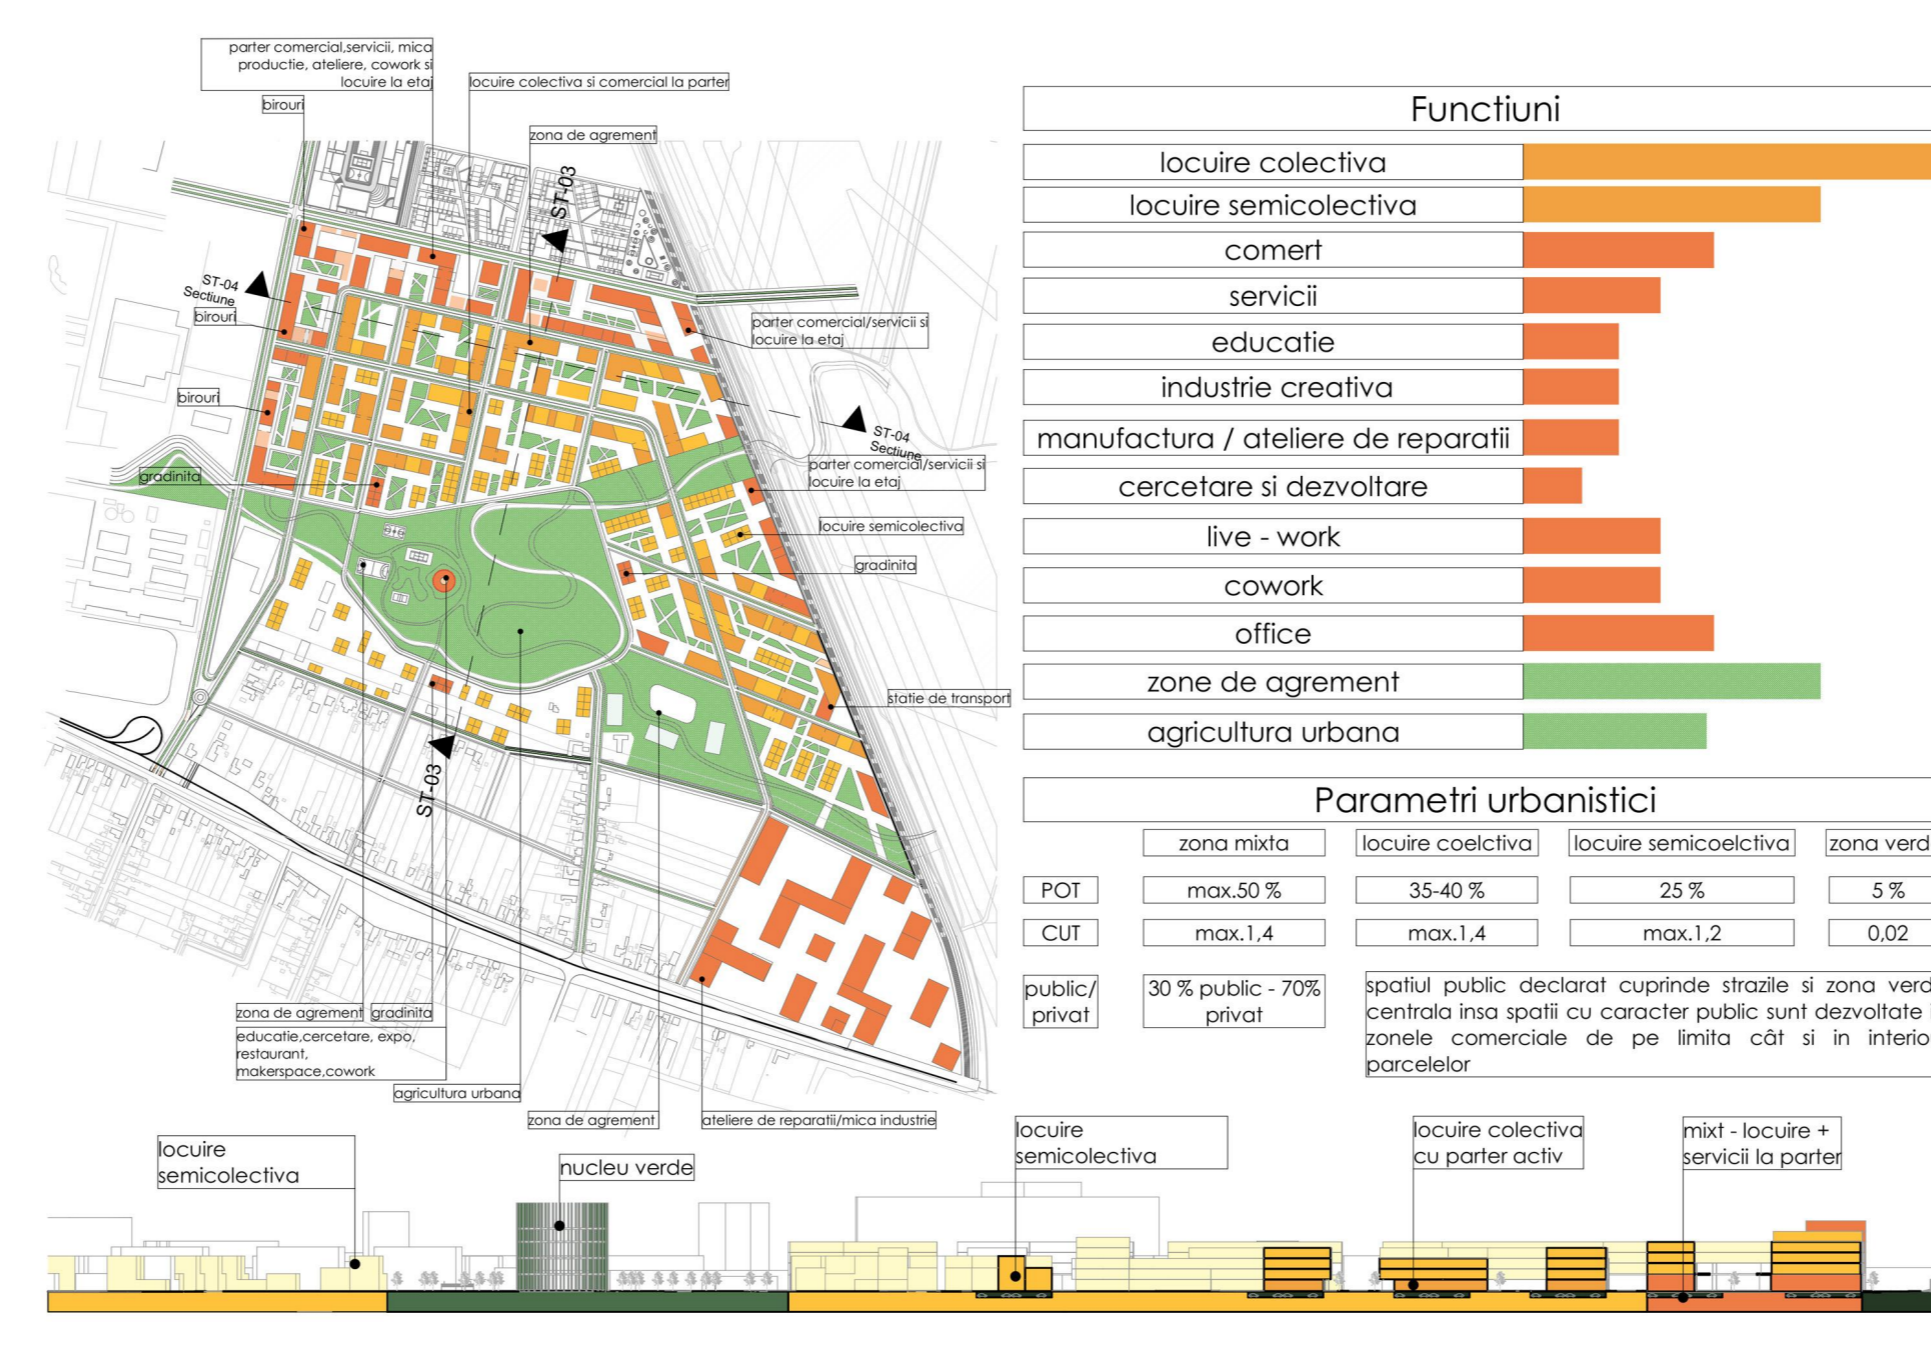 parter comercial,servicii, mica
productie, ateliere, cowork si
locuire la etaj
locuire colectiva si comercial la parter
birouri
zona de agrement
ST-03
ST-04
Sectiune
birouri
parter comercial/servicii si
locuire la etaj
birouri
ST-04
Sectiune
parter comercial/servicii si
locuire la etaj
gradinita
locuire semicolectiva
gradinita
statie de transport
ST-03
zona de agrement
gradinita
educatie,cercetare, expo,
restaurant,
makerspace,cowork
agricultura urbana
zona de agrement
ateliere de reparatii/mica industrie
Functiuni
locuire colectiva
locuire semicolectiva
comert
servicii
educatie
industrie creativa
manufactura / ateliere de reparatii
cercetare si dezvoltare
live - work
cowork
office
zone de agrement
agricultura urbana
Parametri urbanistici
zona mixta locuire coelctiva locuire semicoelctiva zona verd
POT max.50 % 35-40 % 25 % 5 %
CUT max.1,4 max.1,4 max.1,2 0,02
public/
privat
30 % public - 70%
privat
spatiul public declarat cuprinde strazile si zona verd
centrala insa spatii cu caracter public sunt dezvoltate
zonele comerciale de pe limita cât si in interio
parcelelor
locuire
semicolectiva
nucleu verde
locuire
semicolectiva
locuire colectiva
cu parter activ
mixt - locuire +
servicii la parter